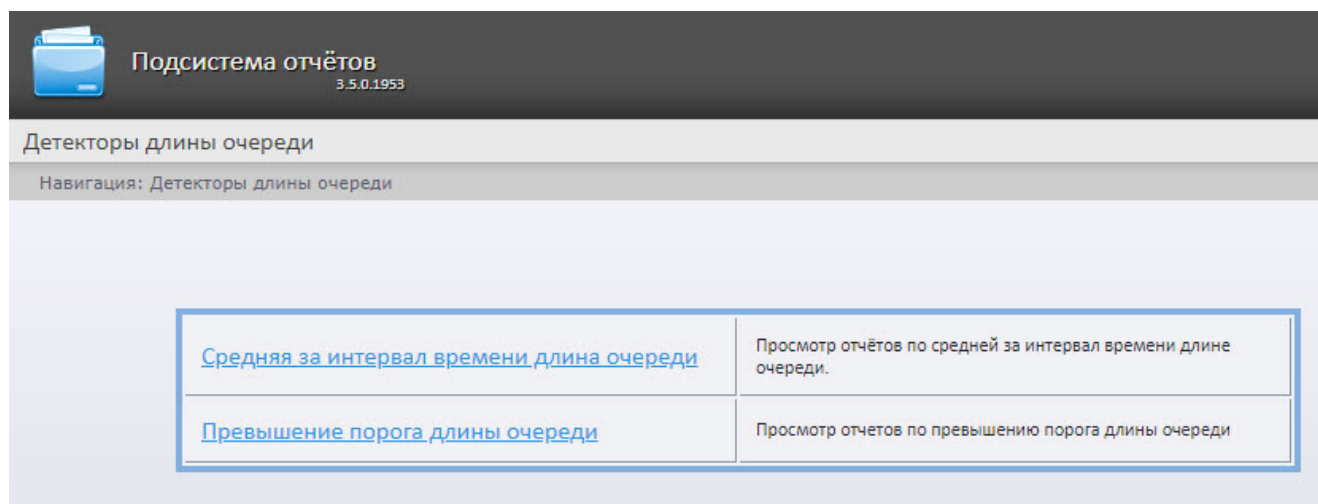 Подсистема отчётов
3.5.0.1953
Детекторы длины очереди
Навигация: Детекторы длины очереди
Средняя за интервал времени длина очереди
Просмотр отчётов по средней за интервал времени длине
очереди.
Превышение порога длины очереди
Просмотр отчетов по превышению порога длины очереди